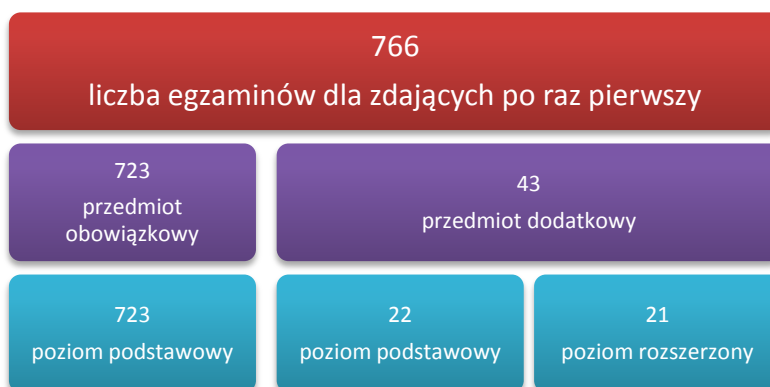 766
liczba egzaminów dla zdających po raz pierwszy
723
przedmiot
obowiązkowy
43
przedmiot dodatkowy
723
poziom podstawowy
22
poziom podstawowy
21
poziom rozszerzony